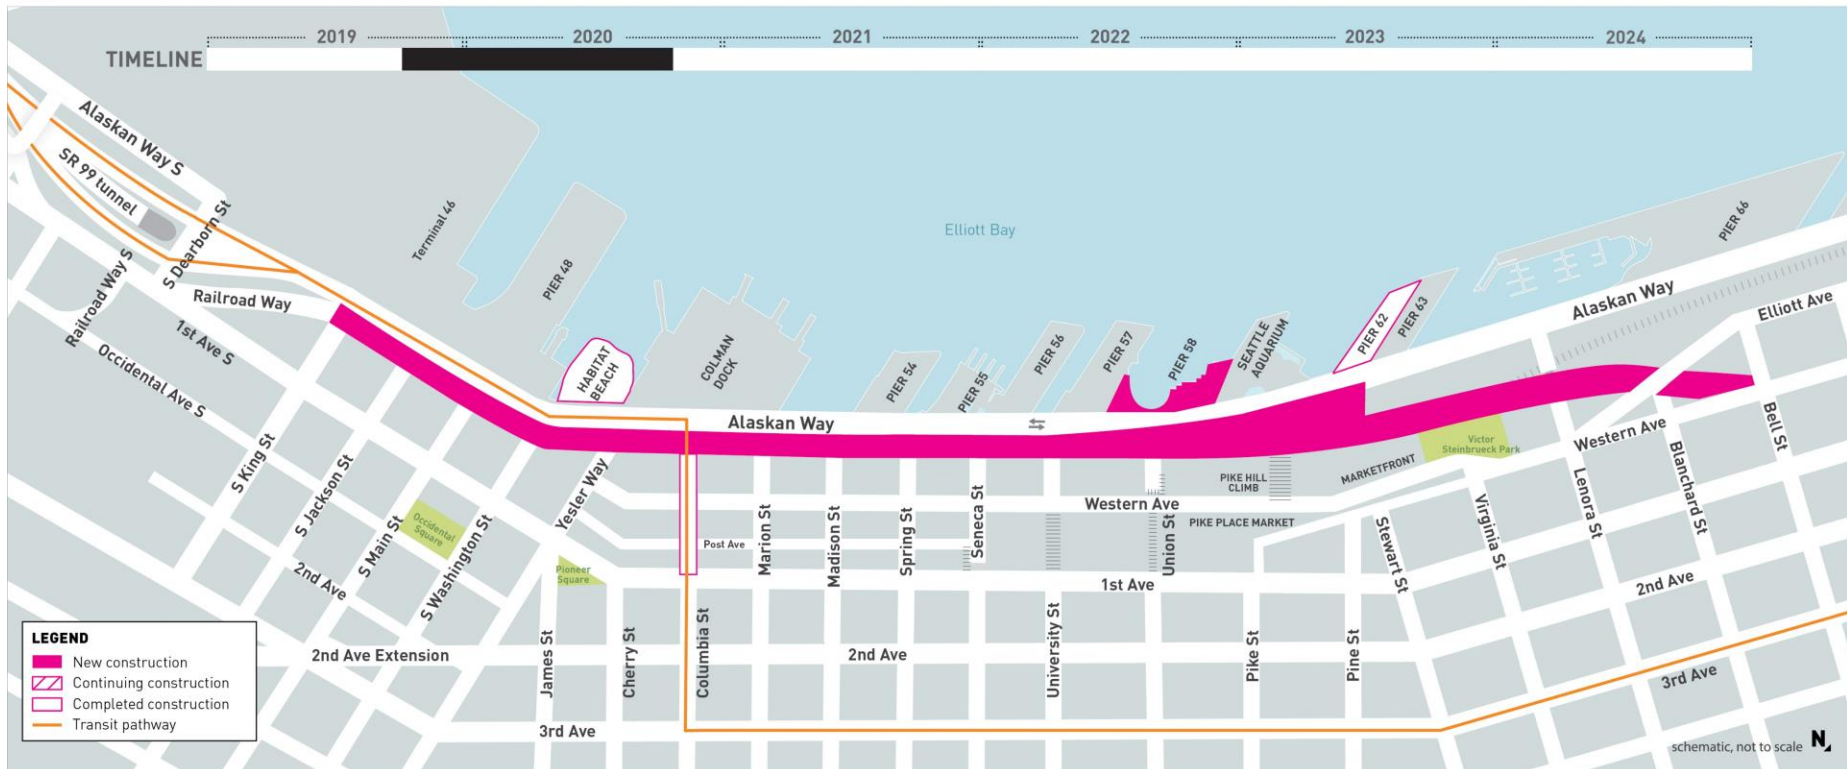 2019
2020
2021
2022
2023
2024
TIMELINE
Alaskan Way S
SR 99 tunnel
S Dearborn St
Railroad Way S
Railroad Way
1st Ave S
Occidental Ave S
Terminal 46
PIER 48
HABITAT
BEACH
COLMAN
DOCK
Elliott Bay
PIER 54
PIER 55
PIER 56
PIER 57
PIER 58
SEATTLE
AQUARIUM
PIER 62
PIER 63
PIER 66
Alaskan Way
Alaskan Way
Elliott Ave
S King St
S Jackson St
S Main St
S Washington St
Yesler Way
Occidental
Square
2nd Ave
Pioneer
Square
Post Ave
Marion St
Madison St
Spring St
Seneca St
Western Ave
PIKE HILL
CLIMB
PIKE PLACE MARKET
MARKETFRONT
Victor
Steinbrueck Park
Western Ave
Union St
1st Ave
Stewart St
Virginia St
Lenora St
Blanchard St
Bell St
2nd Ave
2nd Ave Extension
James St
Cherry St
Columbia St
2nd Ave
University St
Pike St
Pine St
3rd Ave
3rd Ave
LEGEND
New construction
Continuing construction
Completed construction
Transit pathway
schematic, not to scale
N